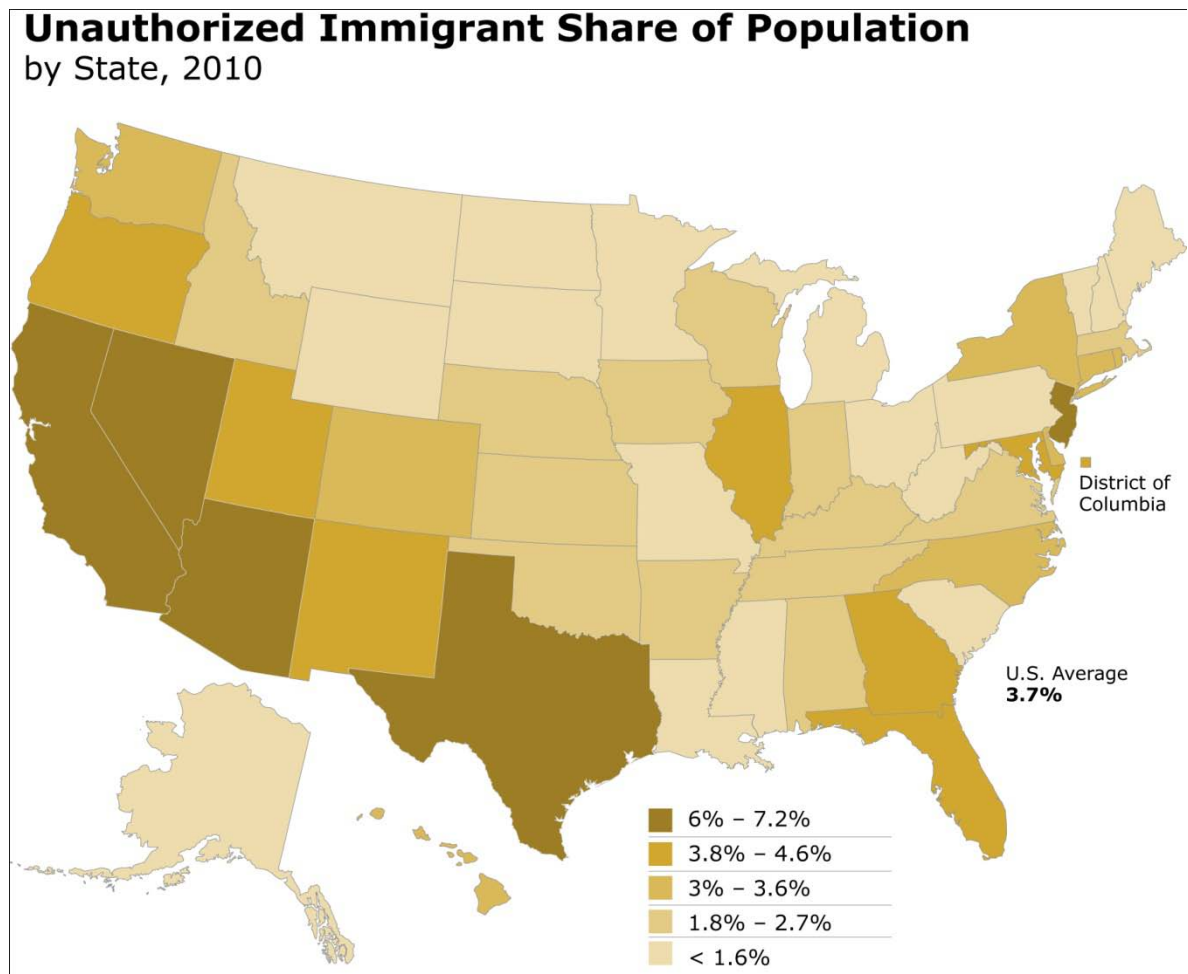 Unauthorized Immigrant Share of Population
by State, 2010
District of
Columbia
U.S. Average
3.7%
6% – 7.2%
3.8% – 4.6%
3% – 3.6%
1.8% – 2.7%
< 1.6%